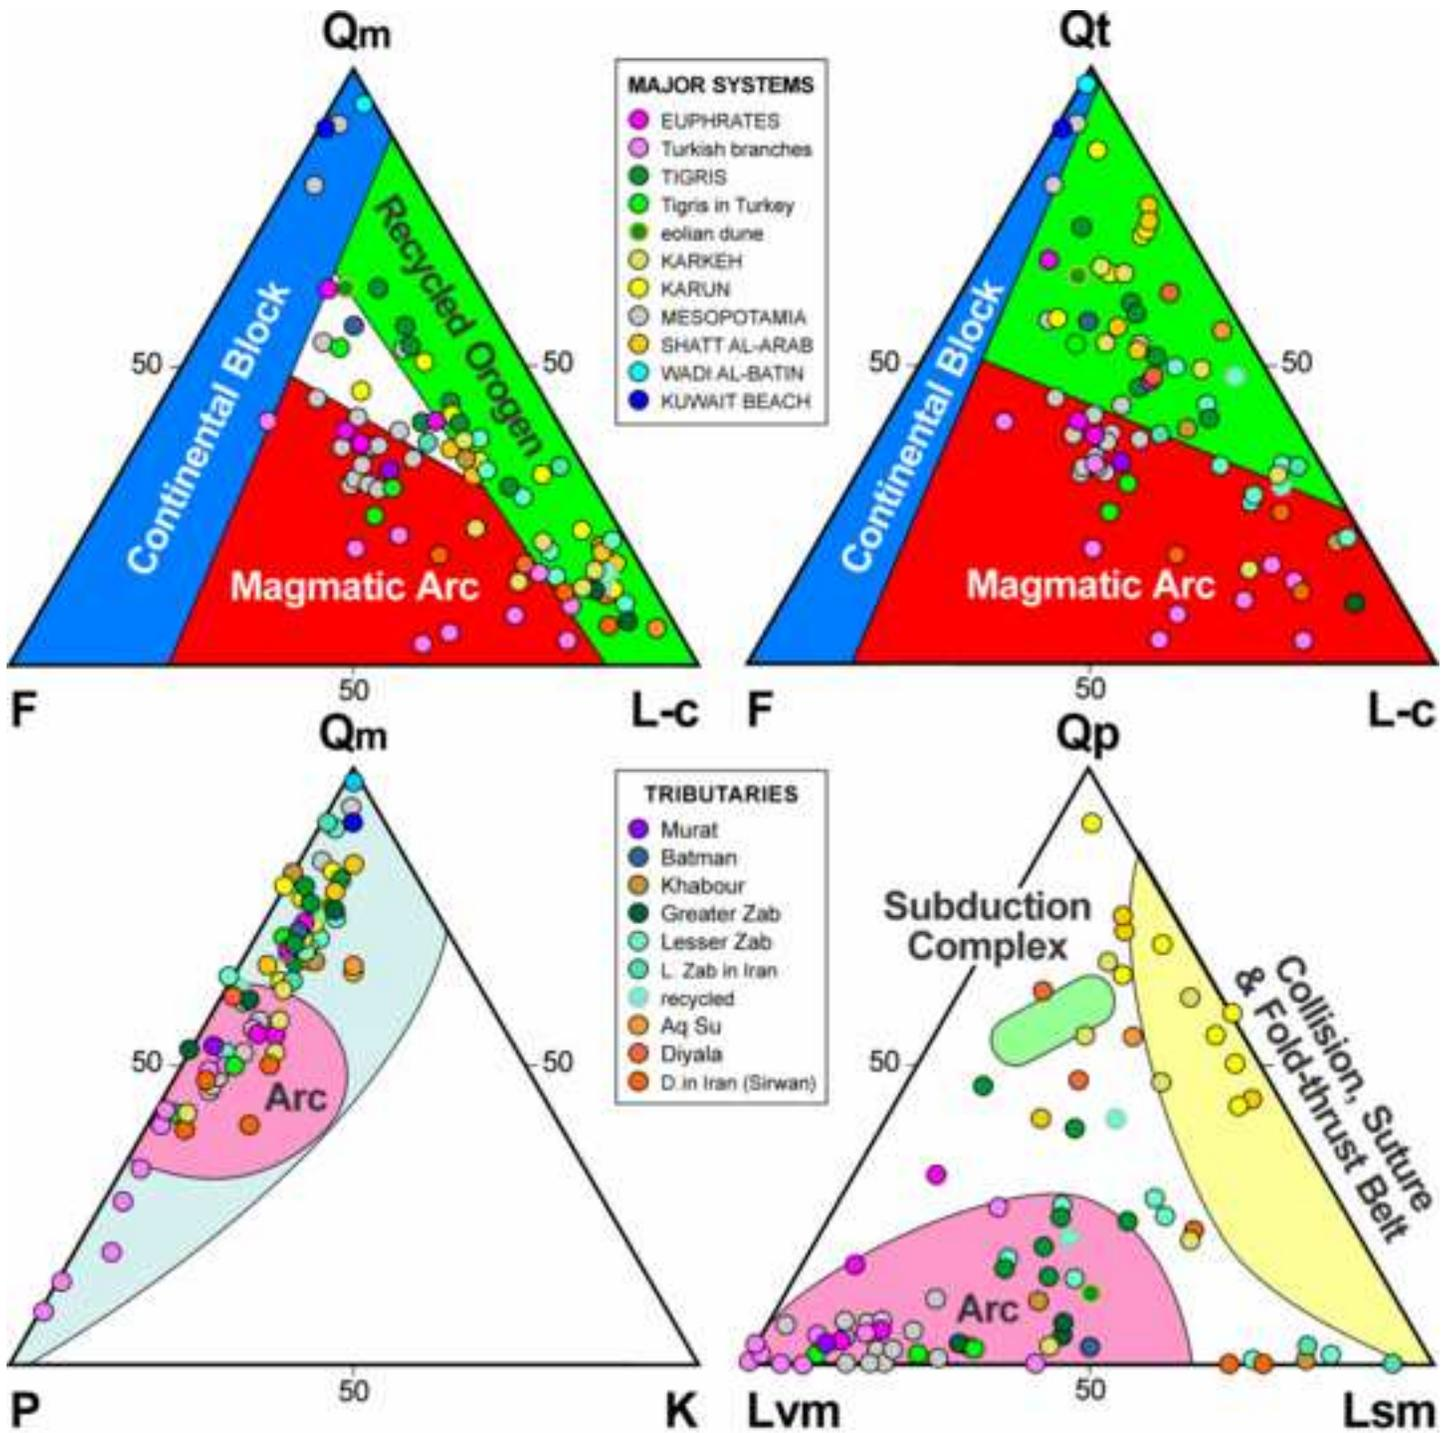 Qm
Qt
MAJOR SYSTEMS
EUPHRATES
Turkish branches
TIGRIS
Tigris in Turkey
eolian dune
KARKEH
KARUN
MESOPOTAMIA
SHATT AL-ARAB
WADI AL-BATIN
KUWAIT BEACH
Continental Block
Recycled Orogen
Magmatic Arc
50
50
50
F
L-c
Continental Block
Magmatic Arc
50
50
50
F
L-c
Qm
Qp
TRIBUTARIES
Murat
Batman
Khabour
Greater Zab
Lesser Zab
L. Zab in Iran
recycled
Aq Su
Diyala
D.in Iran (Sirwan)
50
50
Arc
50
P
K
Subduction
Complex
Collision, Suture
& Fold-thrust Belt
50
Arc
50
Lvm
Lsm